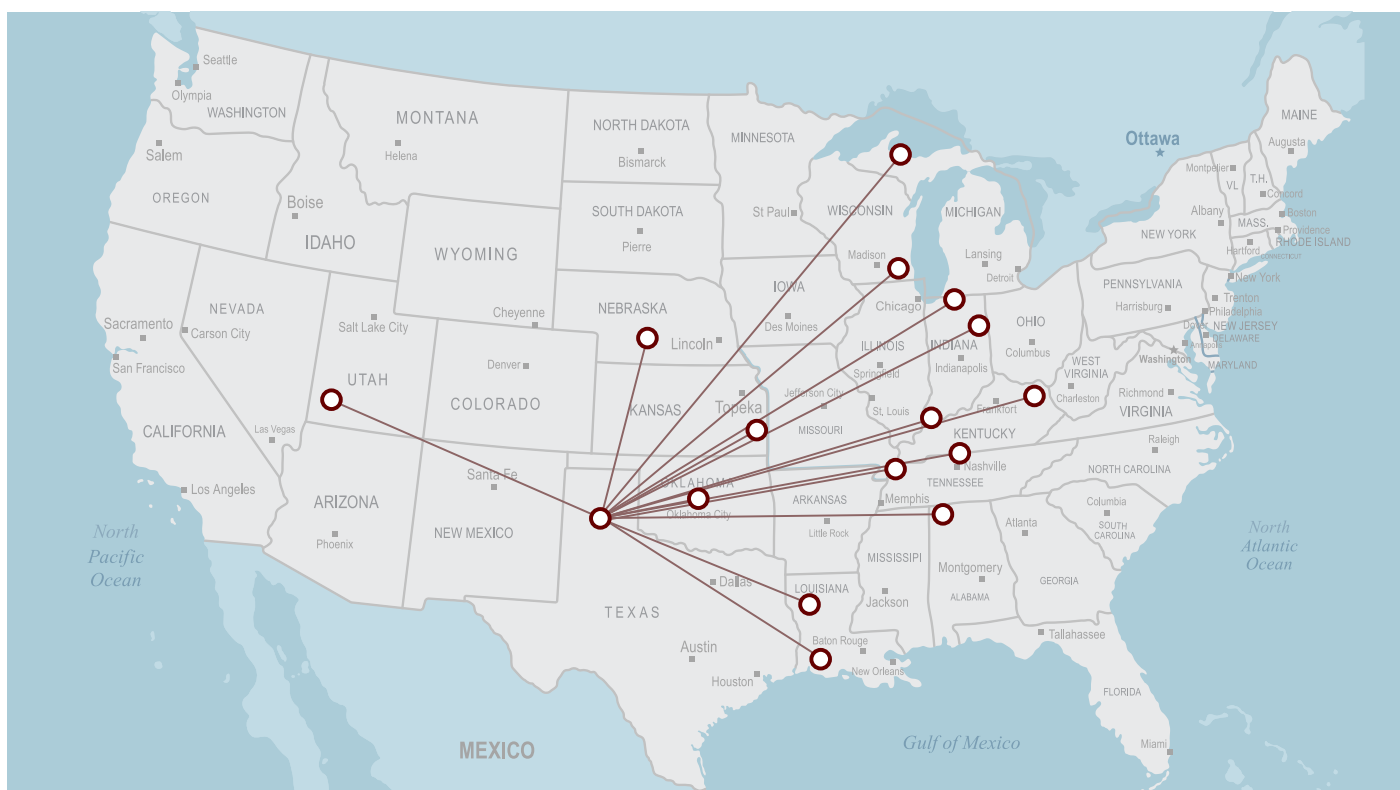 Seattle
Olympia
WASHINGTON
MONTANA
Helena
NORTH DAKOTA
Bismarck
MINNESOTA
Ottawa
MAINE
Augusta
Salem
OREGON
Boise
IDAHO
SOUTH DAKOTA
Pierre
St Paul
WISCONSIN
Madison
MICHIGAN
Lansing
Detroit
Montpelier
VL
T.H.
Concord
Albany
MASS.
Boston
Providence
NEW YORK
Hartford
RHODE ISLAND
CONNECTICUT
WYOMING
Cheyenne
NEBRASKA
Lincoln
IOWA
Des Moines
Chicago
PENNSYLVANIA
Harrisburg
New York
Trenton
Philadelphia
NEVADA
Sacramento
Carson City
San Francisco
Salt Lake City
UTAH
Denver
COLORADO
KANSAS
Topeka
Jefferson City
MISSOURI
ILLINOIS
Springfield
St, Louis
INDIANA
Indianapolis
OHIO
Columbus
WEST
VIRGINIA
Charleston
Washington
Dover
NEW JERSEY
DELAWARE
Annapolis
MARYLAND
Richmond
VIRGINIA
CALIFORNIA
Las Vegas
Los Angeles
ARIZONA
Phoenix
Santa Fe
NEW MEXICO
OKLAHOMA
Oklahoma City
ARKANSAS
Little Rock
Memphis
Frankfort
KENTUCKY
Nashville
TENNESSEE
Raleigh
NORTH CAROLINA
Columbia
SOUTH
CAROLINA
North
Pacific
Ocean
North
Atlantic
Ocean
TEXAS
Dallas
Austin
Houston
LOUISIANA
Baton Rouge
New Orleans
MISSISSIPI
Jackson
Montgomery
ALABAMA
Atlanta
GEORGIA
Tallahassee
FLORIDA
Miami
MEXICO
Gulf of Mexico